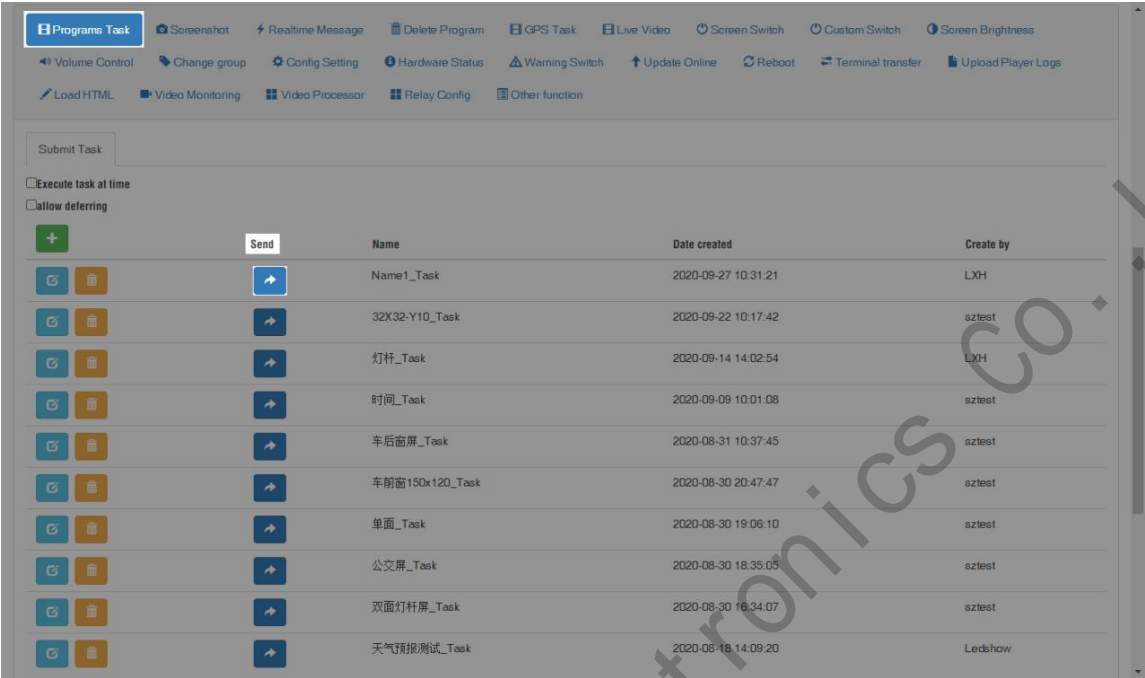 Programs Task Screenshot Realtime Message Delete Program GPS Task Live Video Screen Switch Custom Switch Screen Brightness
Volume Control Change group Config Setting Hardware Status Warning Switch Update Online Reboot Terminal transfer Upload Player Logs
Load HTML Video Monitoring Video Processor Relay Config Other function
Submit Task
Execute task at time
allow deferring
Send Name Date created Create by
Name1_Task 2020-09-27 10:31:21 LXH
32X32-Y10_Task 2020-09-22 10:17:42 sztest
灯杆_Task 2020-09-14 14:02:54 LXH
时间_Task 2020-09-09 10:01:08 sztest
车后窗屏_Task 2020-08-31 10:37:45 sztest
车前窗150x120_Task 2020-08-30 20:47:47 sztest
单面_Task 2020-08-30 19:06:10 sztest
公交屏_Task 2020-08-30 18:35:05 sztest
双面灯杆屏_Task 2020-08-30 16:34:07 sztest
天气预报测试_Task 2020-08-18 14:09:20 Ledshow
tronics Co.